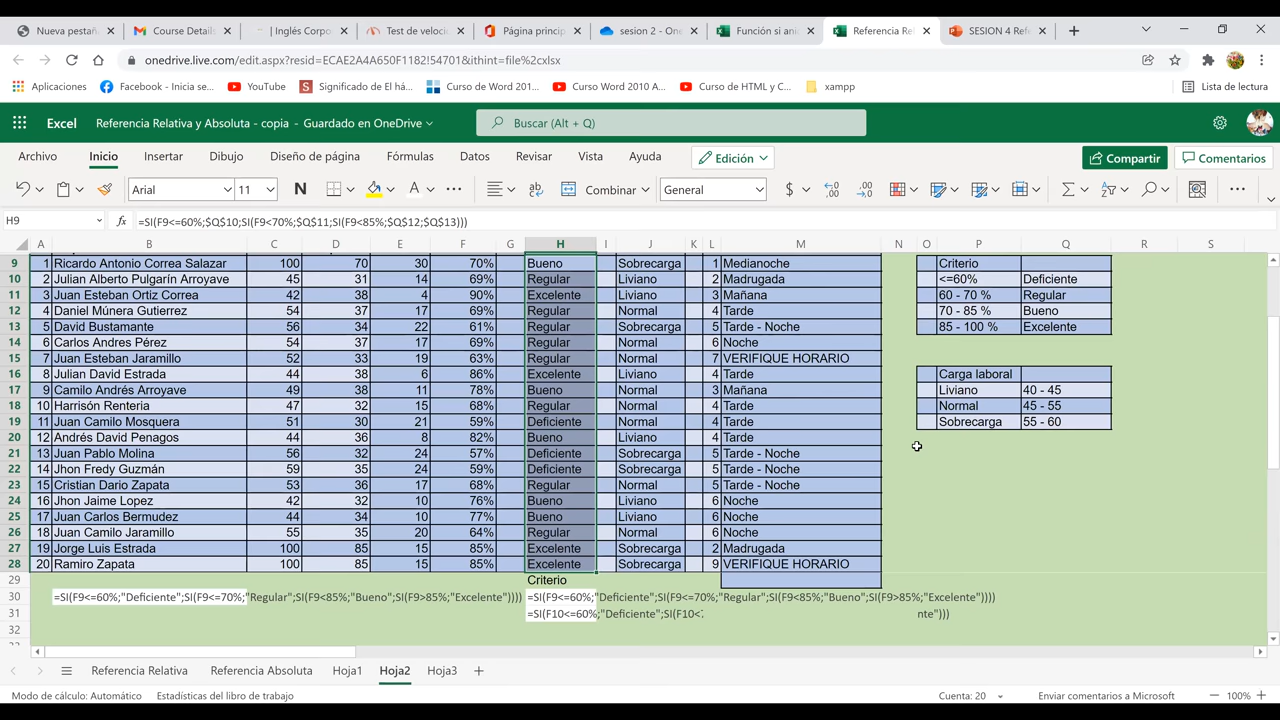 Nueva pestañ
Course Details
| Inglés Corpo
Test de veloci
Página princip
sesion 2 - One
Función si ani
Referencia Re
SESION 4 Ref
onedrive.live.com/edit.aspx?resid=ECAE2A4A650F1182!54701&ithint=file%2cxlsx
Aplicaciones
Facebook - Inicia se...
YouTube
Significado de El há...
Curso Word 201...
Curso Word 2010 A...
Curso de HTML y C...
xampp
Lista de lectura
Excel
Referencia Relativa y Absoluta - copia - Guardado en OneDrive
Buscar (Alt + Q)
Archivo Inicio Insertar Dibujo Diseño de página Fórmulas Datos Revisar Vista Ayuda Edición Compartir Comentarios
Arial 11 N A Combinar General $
H9 fx =SI(F9<=60%;$Q$10;SI(F9<70%;$Q$11;SI(F9<85%;$Q$12;$Q$13)))
A B C D E F G H I J K L M N O P Q R S
9 1 Ricardo Antonio Correa Salazar 100 70 30 70% Bueno Sobrecarga 1 Medianoche Criterio
10 2 Julian Alberto Pulgarín Arroyave 45 31 14 69% Regular Liviano 2 Madrugada <=60% Deficiente
11 3 Juan Esteban Ortiz Correa 42 38 4 90% Excelente Liviano 3 Mañana 60 - 70 % Regular
12 4 Daniel Múnera Gutierrez 54 37 17 69% Regular Normal 4 Tarde 70 - 85 % Bueno
13 5 David Bustamante 56 34 22 61% Regular Sobrecarga 5 Tarde - Noche 85 - 100 % Excelente
14 6 Carlos Andres Pérez 54 37 17 69% Regular Normal 6 Noche
15 7 Juan Esteban Jaramillo 52 33 19 63% Regular Normal 7 VERIFIQUE HORARIO
16 8 Julian David Estrada 44 38 6 86% Excelente Liviano 4 Tarde Carga laboral
17 9 Camilo Andrés Arroyave 49 38 11 78% Bueno Normal 3 Mañana Liviano 40 - 45
18 10 Harrisón Renteria 47 32 15 68% Regular Normal 4 Tarde Normal 45 - 55
19 11 Juan Camilo Mosquera 51 30 21 59% Deficiente Normal 4 Tarde Sobrecarga 55 - 60
20 12 Andrés David Penagos 44 36 8 82% Bueno Liviano 4 Tarde
21 13 Juan Pablo Molina 56 32 24 57% Deficiente Sobrecarga 5 Tarde - Noche
22 14 Jhon Fredy Guzmán 59 35 24 59% Deficiente Sobrecarga 5 Tarde - Noche
23 15 Cristian Dario Zapata 53 36 17 68% Regular Normal 5 Tarde - Noche
24 16 Jhon Jaime Lopez 42 32 10 76% Bueno Liviano 6 Noche
25 17 Juan Carlos Bermudez 44 34 10 77% Bueno Liviano 6 Noche
26 18 Juan Camilo Jaramillo 55 35 20 64% Regular Normal 6 Noche
27 19 Jorge Luis Estrada 100 85 15 85% Excelente Sobrecarga 2 Madrugada
28 20 Ramiro Zapata 100 85 15 85% Excelente Sobrecarga 9 VERIFIQUE HORARIO
29 Criterio
30 =SI(F9<=60%;"Deficiente";SI(F9<=70%;"Regular";SI(F9<85%;"Bueno";SI(F9>85%;"Excelente")))) =SI(F9<=60%;"Deficiente";SI(F9<=70%;"Regular";SI(F9<85%;"Bueno";SI(F9>85%;"Excelente"))))
31 =SI(F10<=60%;"Deficiente";SI(F10<7 nte")))
32
Referencia Relativa Referencia Absoluta Hoja1 Hoja2 Hoja3
Modo de cálculo: Automático Estadísticas del libro de trabajo Cuenta: 20 Enviar comentarios a Microsoft 100%